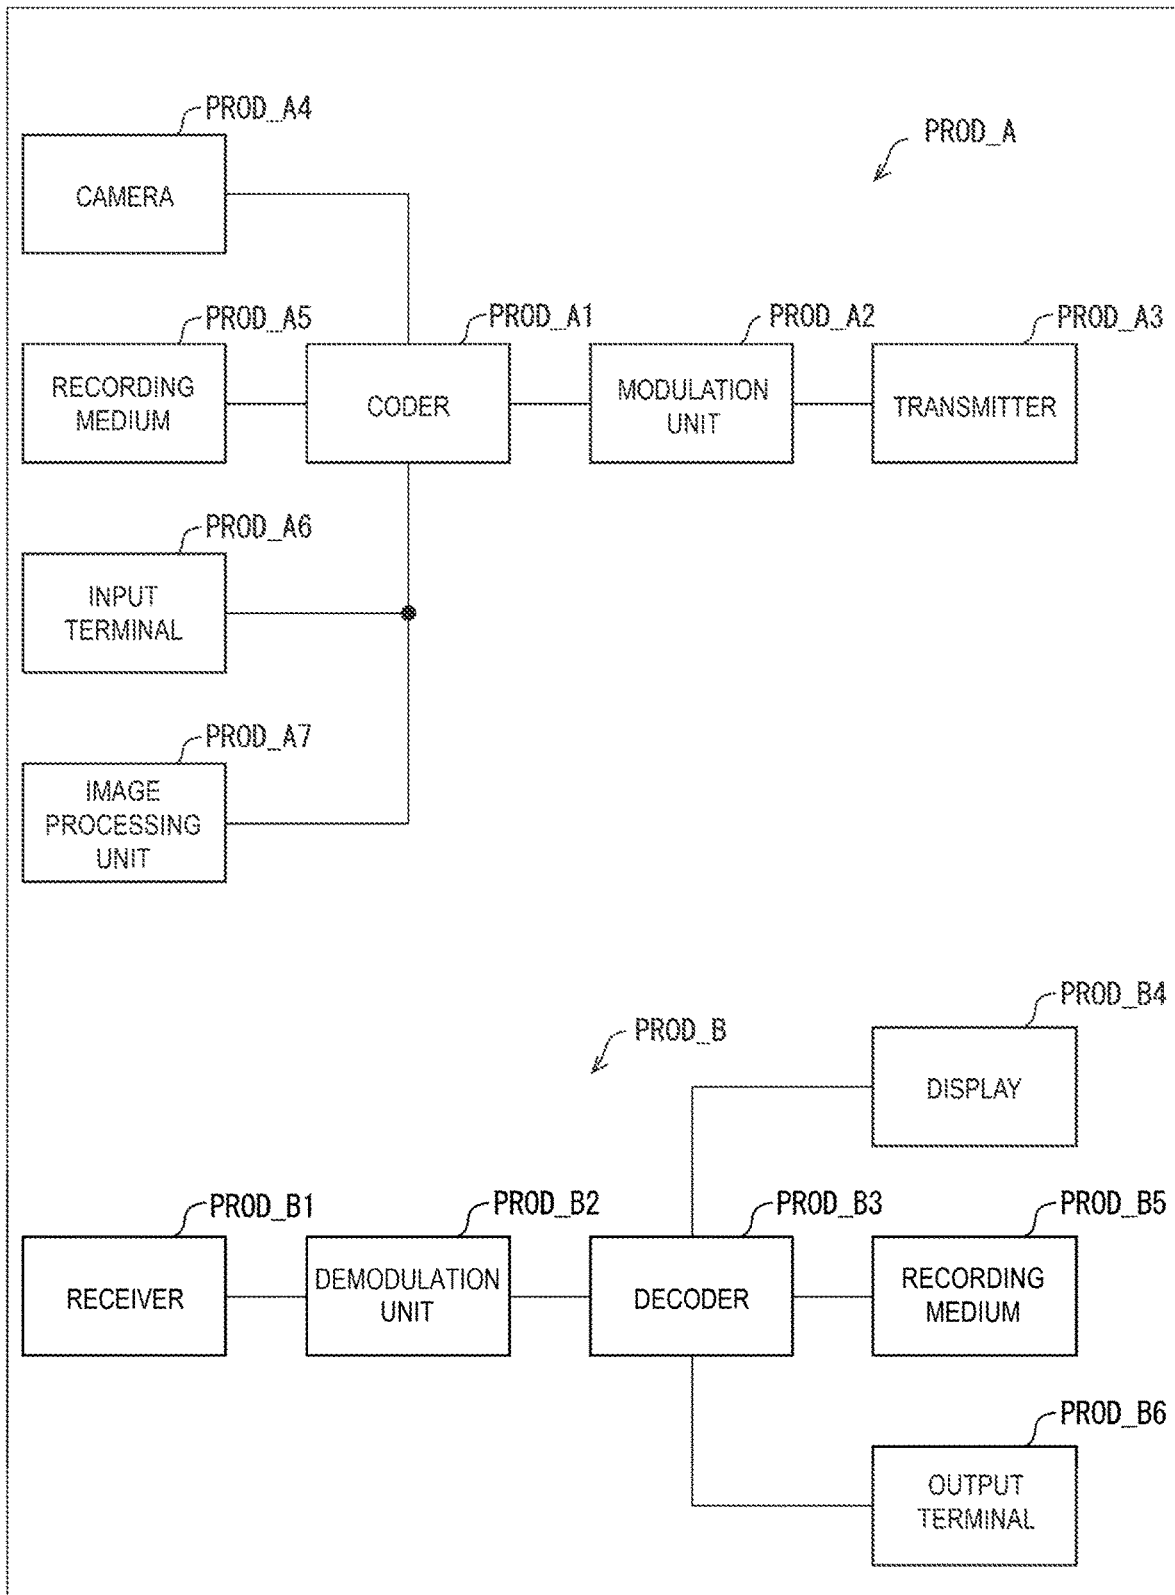 PROD_A4
PROD_A
CAMERA
PROD_A5
PROD_A1
PROD_A2
PROD_A3
RECORDING
MEDIUM
CODER
MODULATION
UNIT
TRANSMITTER
PROD_A6
INPUT
TERMINAL
PROD_A7
IMAGE
PROCESSING
UNIT
PROD_B4
PROD_B
DISPLAY
PROD_B1
PROD_B2
PROD_B3
PROD_B5
RECEIVER
DEMODULATION
UNIT
DECODER
RECORDING
MEDIUM
PROD_B6
OUTPUT
TERMINAL